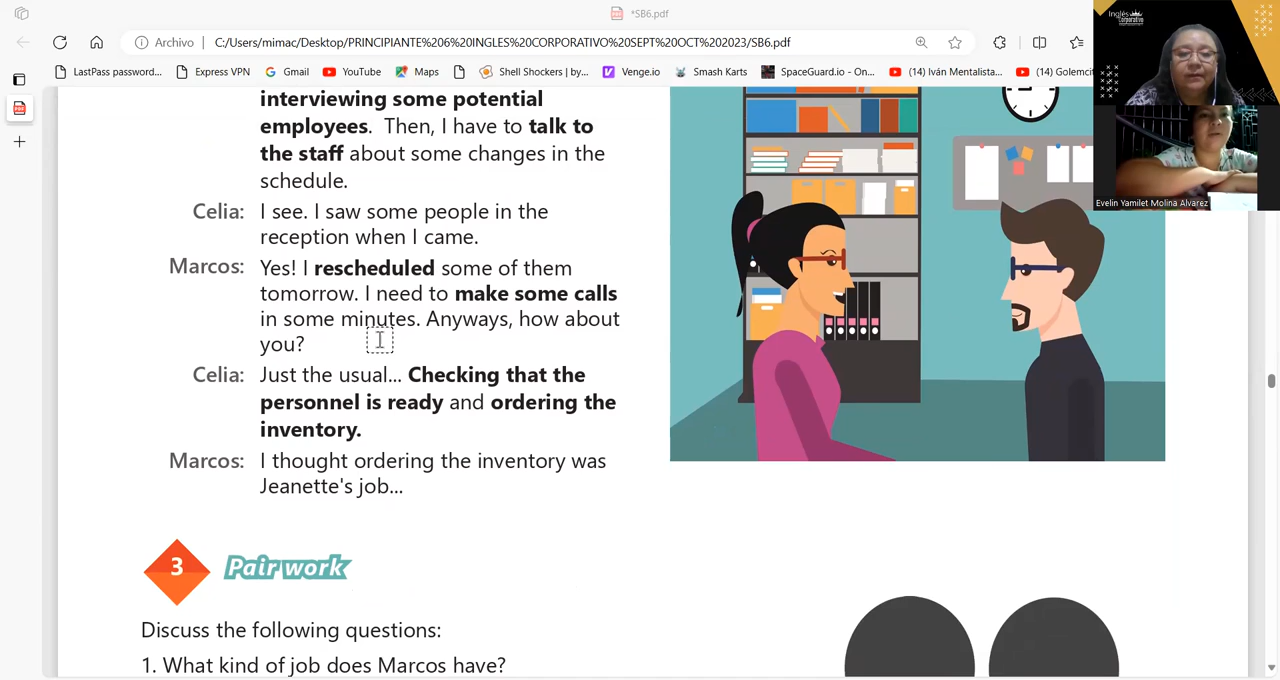 *SB6.pdf
Archivo
C:/Users/mimac/Desktop/PRINCIPIANTE%206%20INGLES%20CORPORATIVO%20SEPT%20OCT%202023/SB6.pdf
LastPass password...
Express VPN
Gmail
YouTube
Maps
Shell Shockers | by...
Venge.io
Smash Karts
SpaceGuard.io - On...
(14) Iván Mentalista...
(14) Golemcit
Inglés
Corporativo
Evelin Yamilet Molina Alvarez
interviewing some potential
employees. Then, I have to talk to
the staff about some changes in the
schedule.
Celia: I see. I saw some people in the
reception when I came.
Marcos: Yes! I rescheduled some of them
tomorrow. I need to make some calls
in some minutes. Anyways, how about
you?
Celia: Just the usual... Checking that the
personnel is ready and ordering the
inventory.
Marcos: I thought ordering the inventory was
Jeanette's job...
3 Pair work
Discuss the following questions:
1. What kind of job does Marcos have?